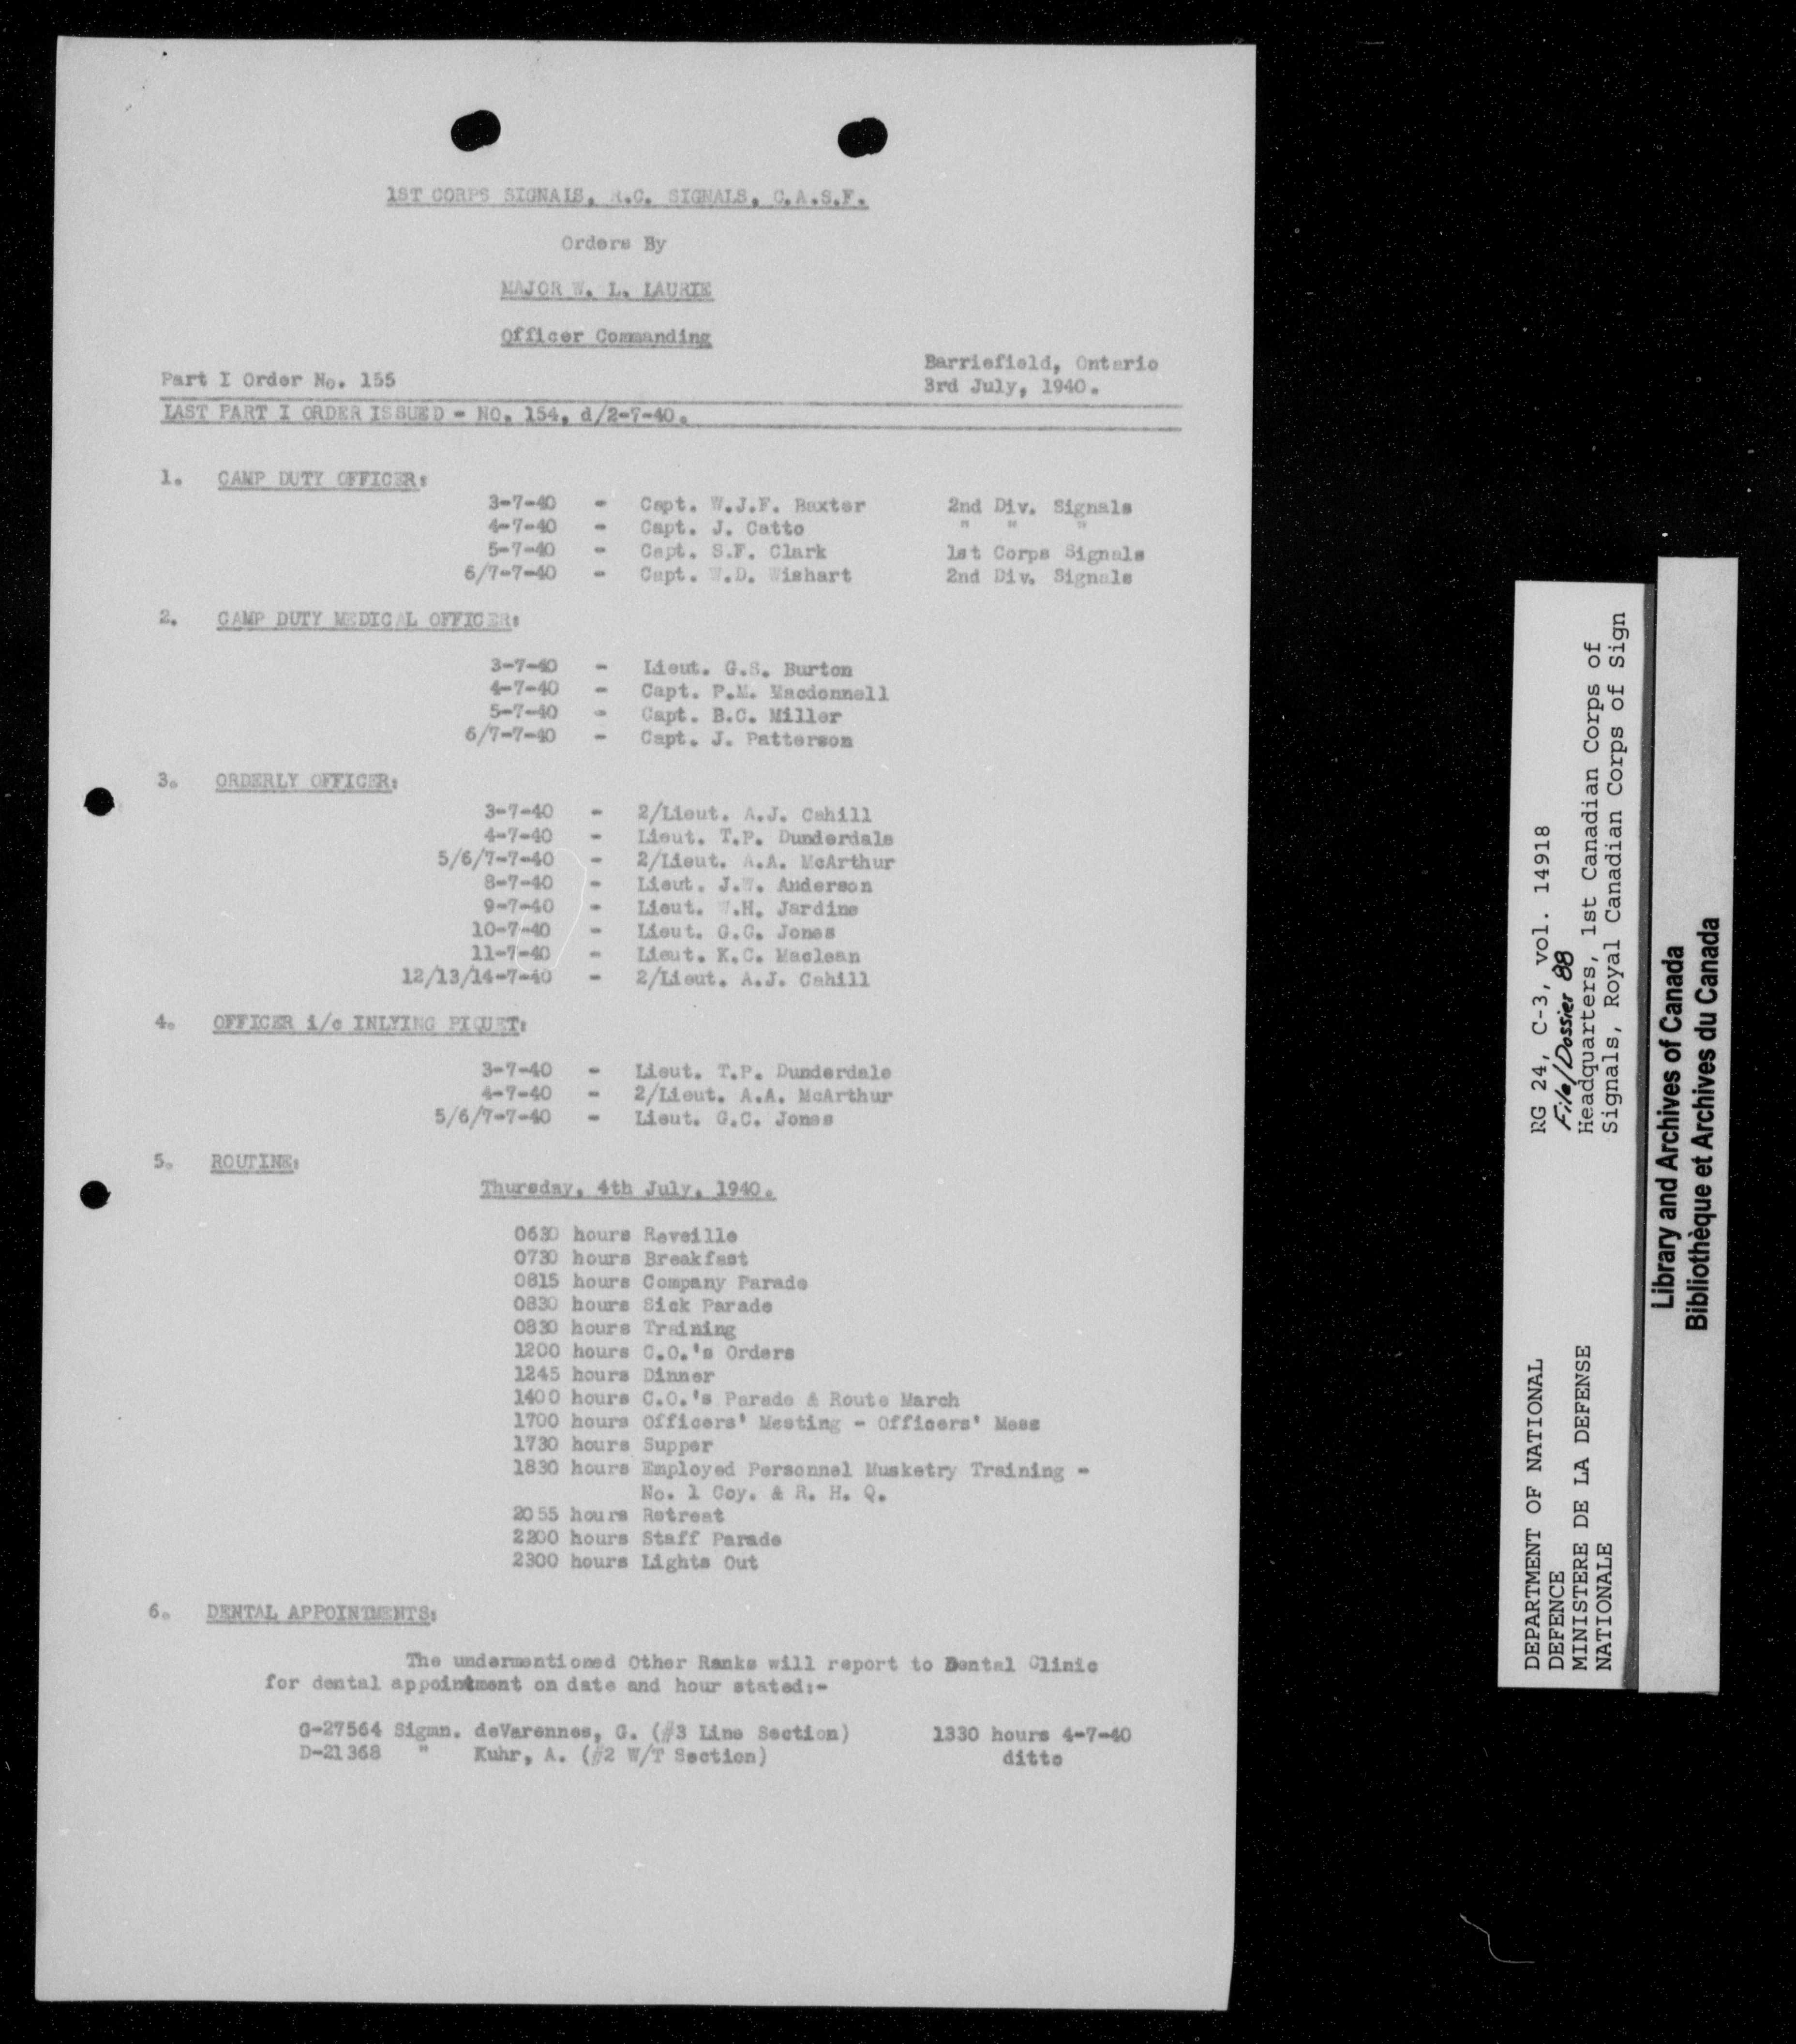 1ST CORPS SIGNALS, R.C. SIGNALS, C.A.S.F.
Orders By
MAJOR W. L. LAURIE
Officer Commanding
Barriefield, Ontario
Part I Order No. 155
3rd July, 1940.
LAST PART I ORDER ISSUED - NO. 154, d/2-7-40.
1. CAMP DUTY OFFICER:
3-7-40 - Capt. W.J.F. Baxter 2nd Div. Signals
4-7-40 - Capt. J. Catto " " "
5-7-40 - Capt. S.F. Clark 1st Corps Signals
6/7-7-40 - Capt. W.D. Wishart 2nd Div. Signals
2. CAMP DUTY MEDICAL OFFICER:
3-7-40 - Lieut. G.S. Burton
4-7-40 - Capt. P.M. Macdonnell
5-7-40 - Capt. B.C. Miller
6/7-7-40 - Capt. J. Patterson
3. ORDERLY OFFICER:
3-7-40 - 2/Lieut. A.J. Cahill
4-7-40 - Lieut. T.P. Dunderdale
5/6/7-7-40 - 2/Lieut. A.A. McArthur
8-7-40 - Lieut. J.W. Anderson
9-7-40 - Lieut. W.H. Jardine
10-7-40 - Lieut. G.C. Jones
11-7-40 - Lieut. K.C. Maclean
12/13/14-7-40 - 2/Lieut. A.J. Cahill
4. OFFICER i/c INLYING PIQUET:
3-7-40 - Lieut. T.P. Dunderdale
4-7-40 - 2/Lieut. A.A. McArthur
5/6/7-7-40 - Lieut. G.C. Jones
5. ROUTINE:
Thursday, 4th July, 1940.
0630 hours Reveille
0730 hours Breakfast
0815 hours Company Parade
0830 hours Sick Parade
0830 hours Training
1200 hours C.O.'s Orders
1245 hours Dinner
1400 hours C.O.'s Parade & Route March
1700 hours Officers' Meeting - Officers' Mess
1730 hours Supper
1830 hours Employed Personnel Musketry Training -
No. 1 Coy. & R. H. Q.
2055 hours Retreat
2200 hours Staff Parade
2300 hours Lights Out
6. DENTAL APPOINTMENTS:
The undermentioned Other Ranks will report to Dental Clinic
for dental appointment on date and hour stated:-
G-27564 Sigmn. deVarennes, G. (#3 Line Section) 1330 hours 4-7-40
D-21368 " Kuhr, A. (#2 W/T Section) ditto
DEPARTMENT OF NATIONAL
DEFENCE
MINISTERE DE LA DEFENSE
NATIONALE
RG 24, C-3, vol. 14918
File/Dossier 88
Headquarters, 1st Canadian Corps of
Signals, Royal Canadian Corps of Sign
Library and Archives of Canada
Bibliothèque et Archives du Canada